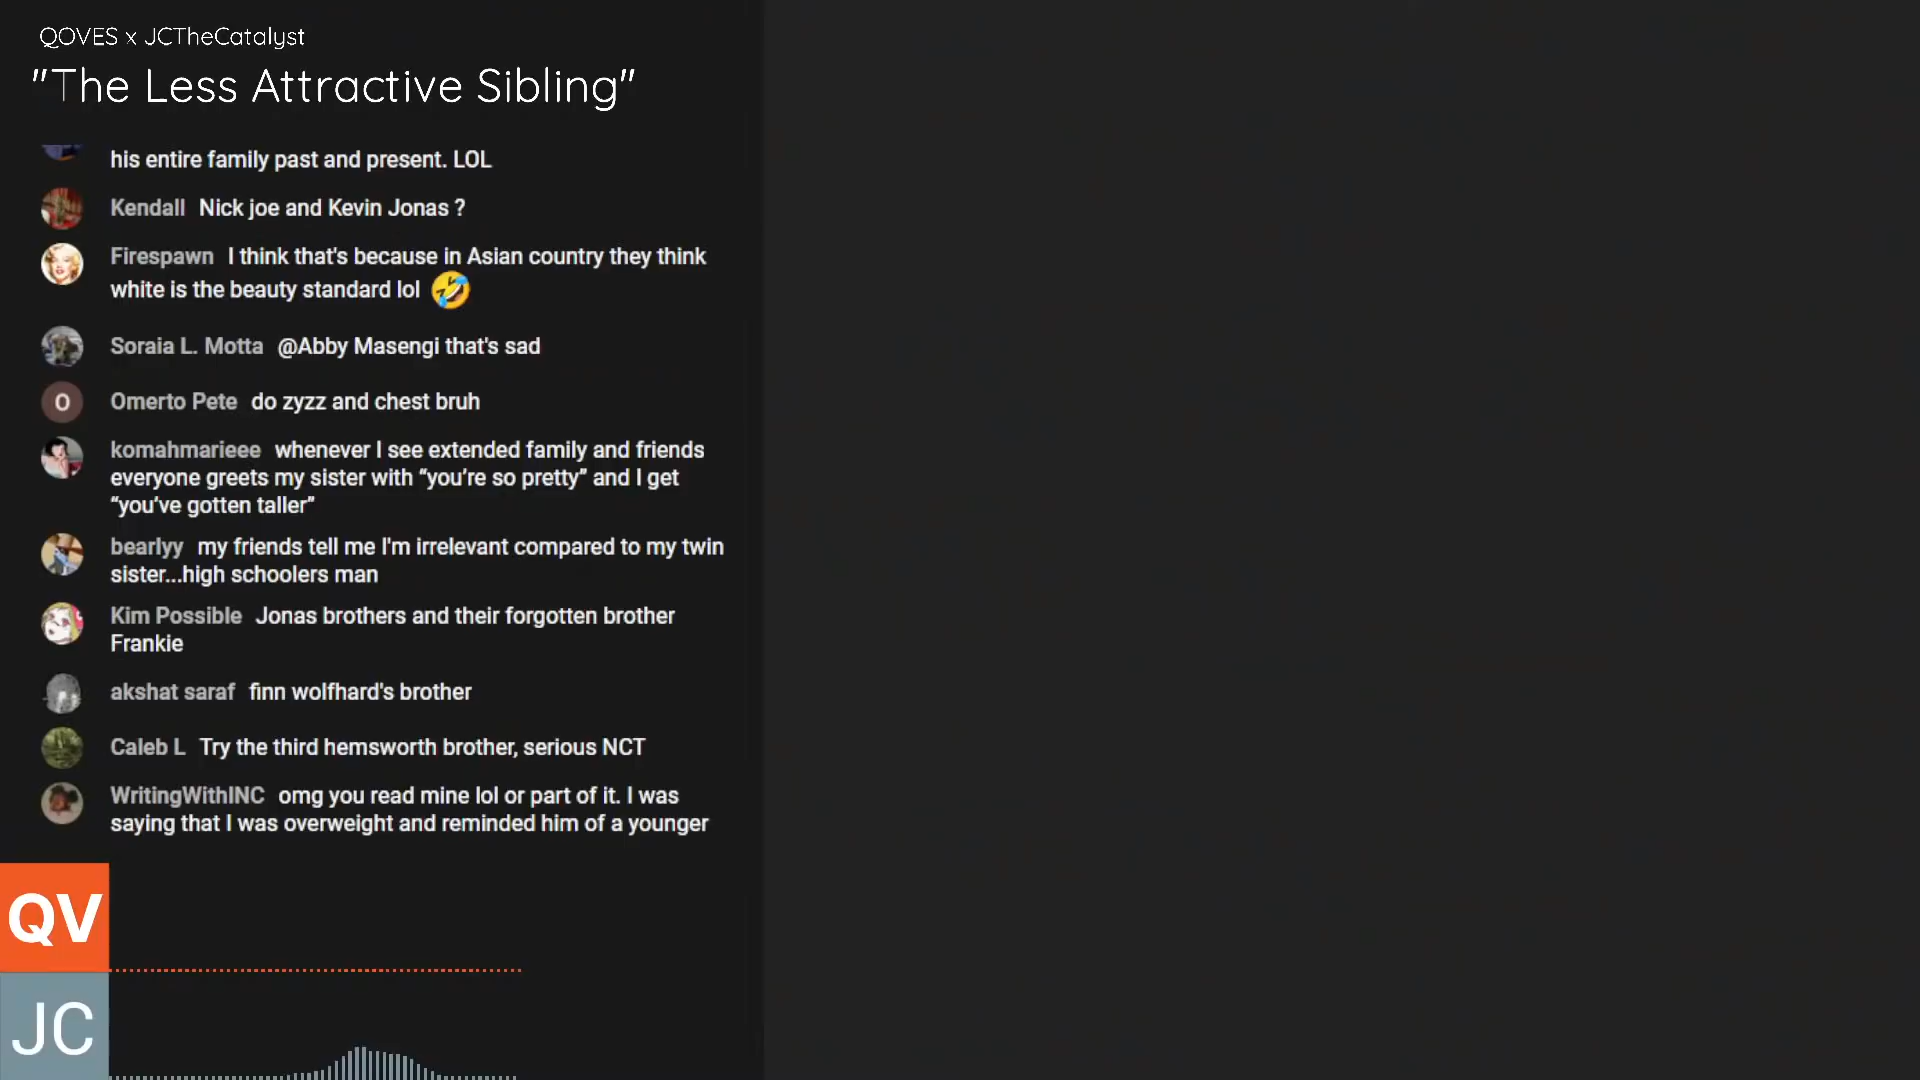 QOVES x JCTheCatalyst
"The Less Attractive Sibling"
his entire family past and present. LOL
Kendall Nick joe and Kevin Jonas ?
Firespawn I think that's because in Asian country they think
white is the beauty standard lol 🤣
Soraia L. Motta @Abby Masengi that's sad
O
Omerto Pete do zyzz and chest bruh
komahmarieee whenever I see extended family and friends
everyone greets my sister with “you’re so pretty” and I get
“you’ve gotten taller”
bearlyy my friends tell me I'm irrelevant compared to my twin
sister...high schoolers man
Kim Possible Jonas brothers and their forgotten brother
Frankie
akshat saraf finn wolfhard's brother
Caleb L Try the third hemsworth brother, serious NCT
WritingWithINC omg you read mine lol or part of it. I was
saying that I was overweight and reminded him of a younger
QV
JC